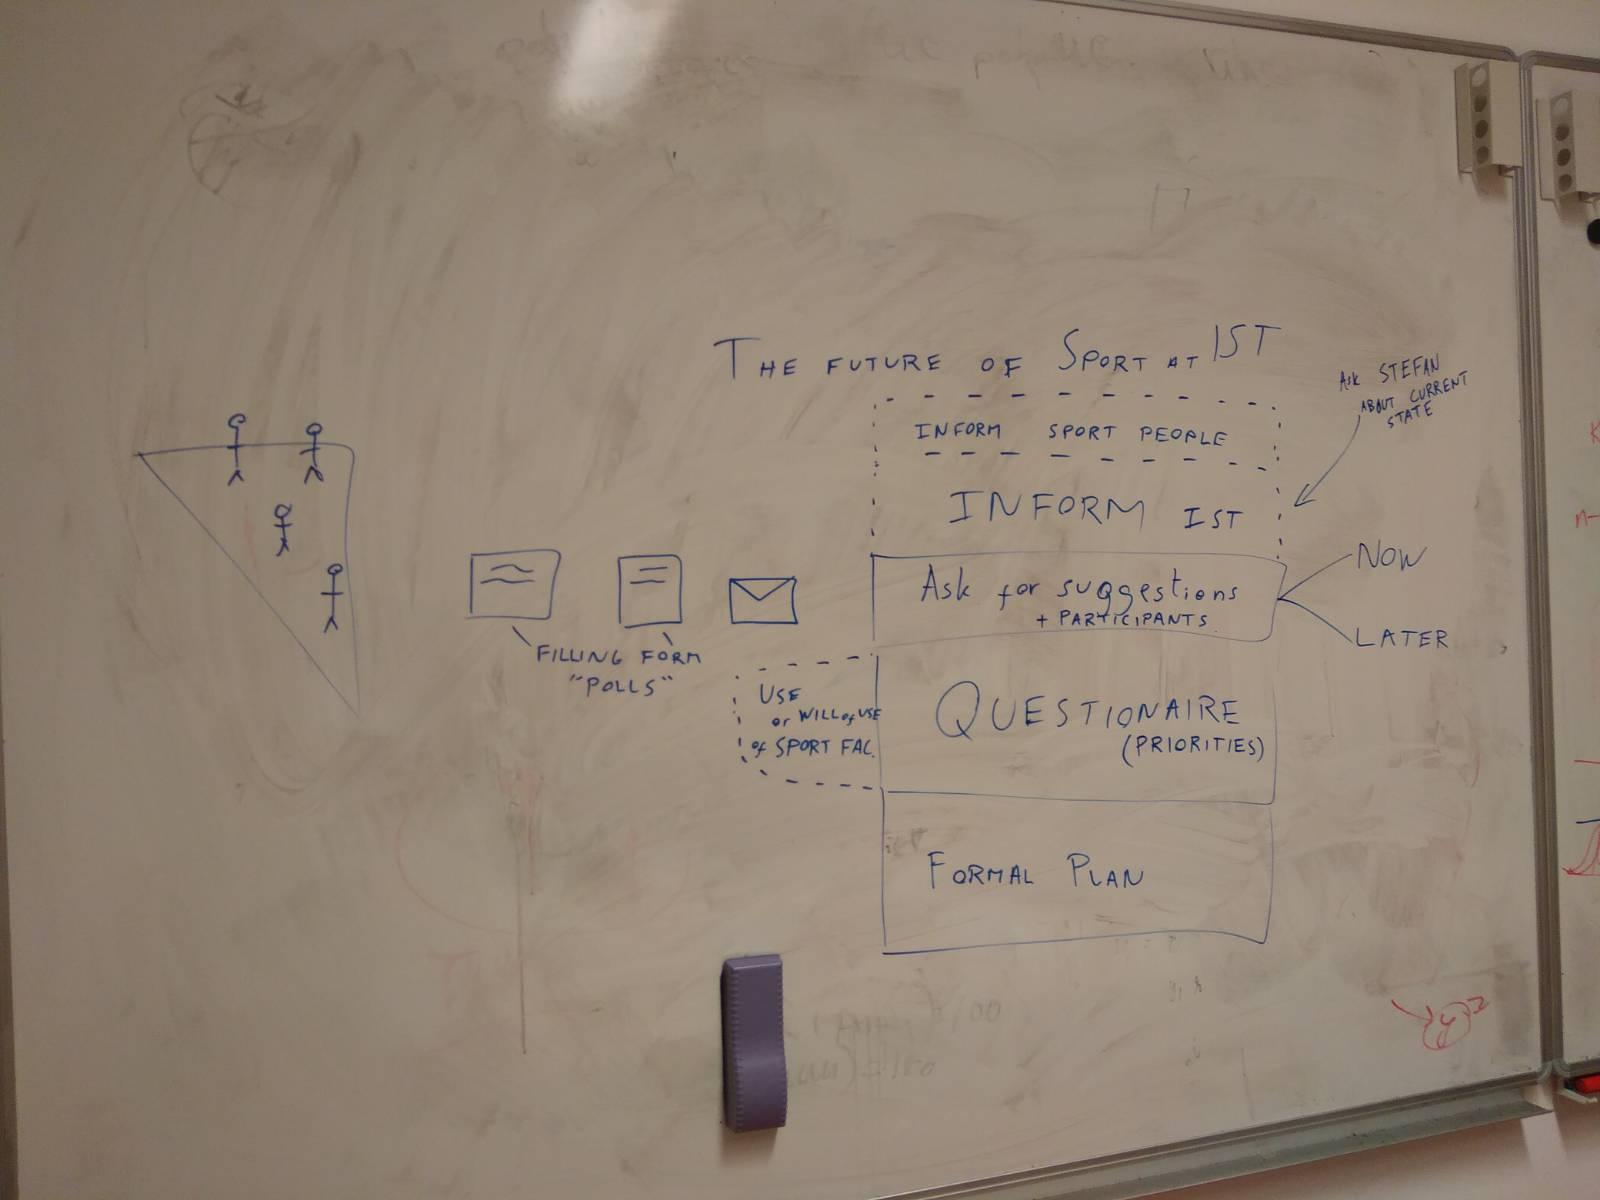 THE FUTURE OF SPORT AT IST
Ask STEFAN
ABOUT CURRENT
STATE
INFORM SPORT PEOPLE
INFORM IST
Ask for suggestions
+ PARTICIPANTS
NOW
LATER
FILLING FORM
"POLLS"
USE
or WILL of USE
of SPORT FAC.
QUESTIONAIRE
(PRIORITIES)
FORMAL PLAN